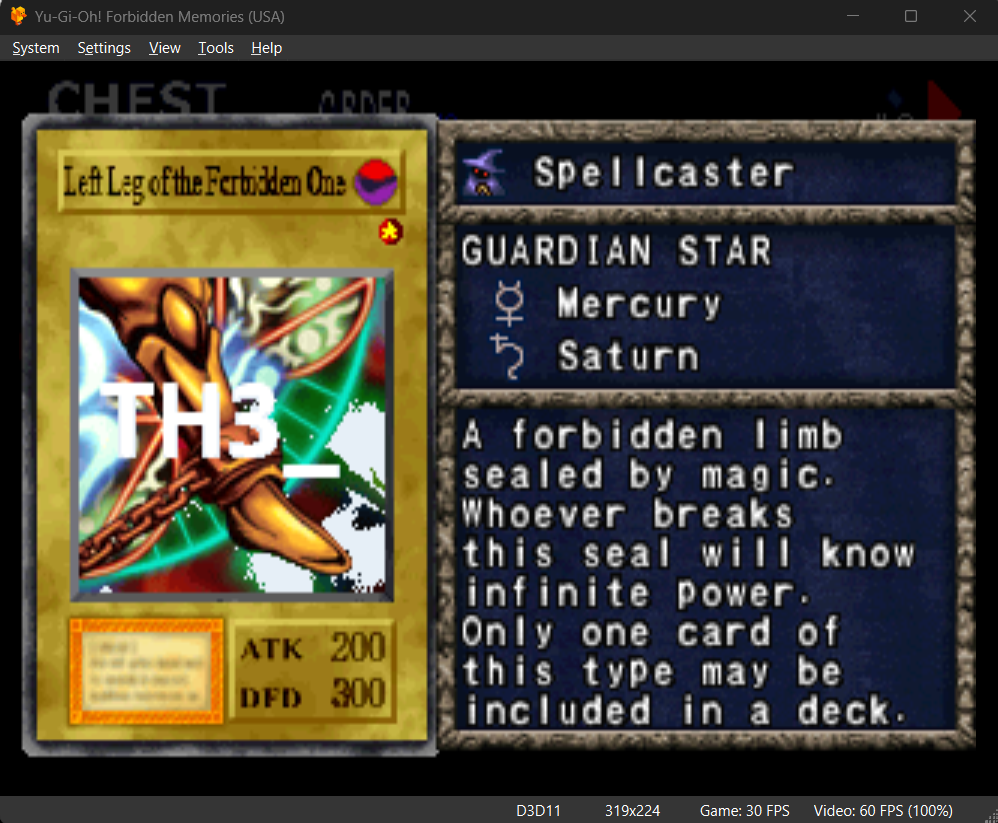 Yu-Gi-Oh! Forbidden Memories (USA)
System Settings View Tools Help
CHEST ORDER
Left Leg of the Forbidden One
Spellcaster
GUARDIAN STAR
Mercury
Saturn
TH3_
A forbidden limb
sealed by magic.
Whoever breaks
this seal will know
infinite power.
Only one card of
this type may be
included in a deck.
ATK 200
DFD 300
D3D11 319x224 Game: 30 FPS Video: 60 FPS (100%)